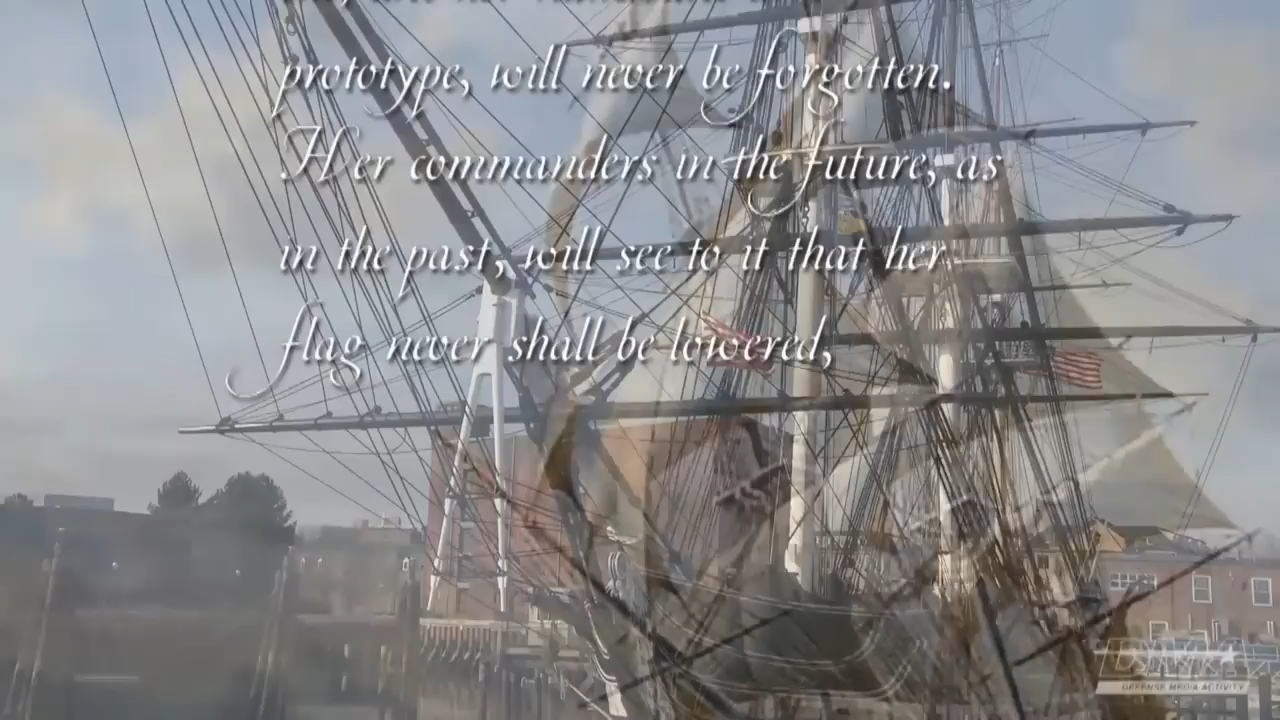 prototype, will never be forgotten.
Her commanders in the future, as
in the past, will see to it that her
flag never shall be lowered,
DEFENSE MEDIA ACTIVITY